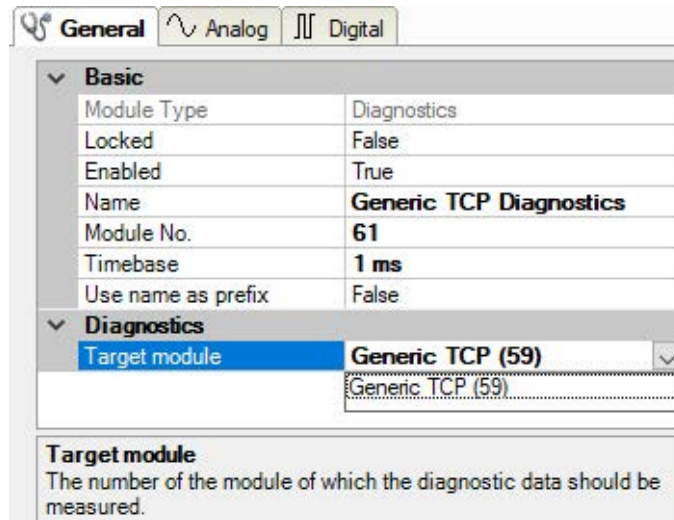 General Analog Digital
Basic
Module Type Diagnostics
Locked False
Enabled True
Name Generic TCP Diagnostics
Module No. 61
Timebase 1 ms
Use name as prefix False
Diagnostics
Target module Generic TCP (59)
Generic TCP (59)
Target module
The number of the module of which the diagnostic data should be
measured.